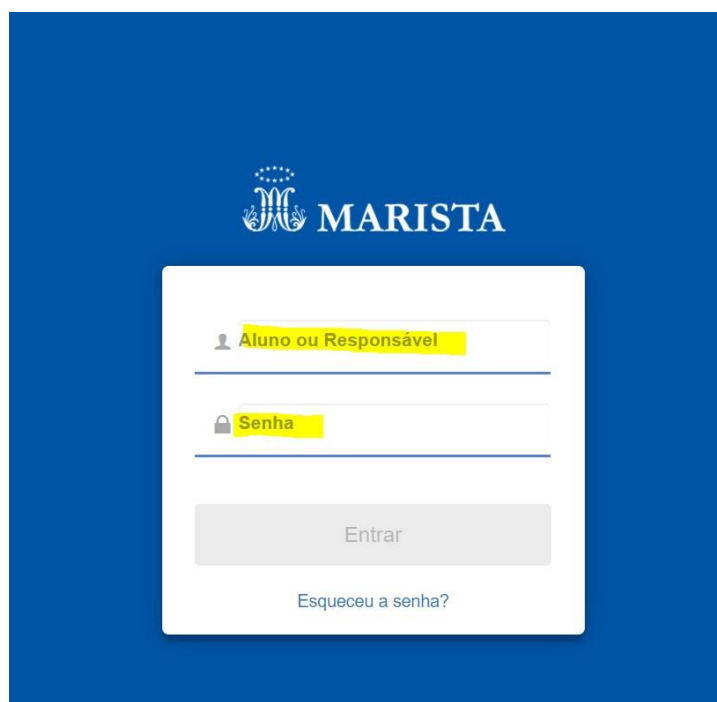 MARISTA
Aluno ou Responsável
Senha
Entrar
Esqueceu a senha?